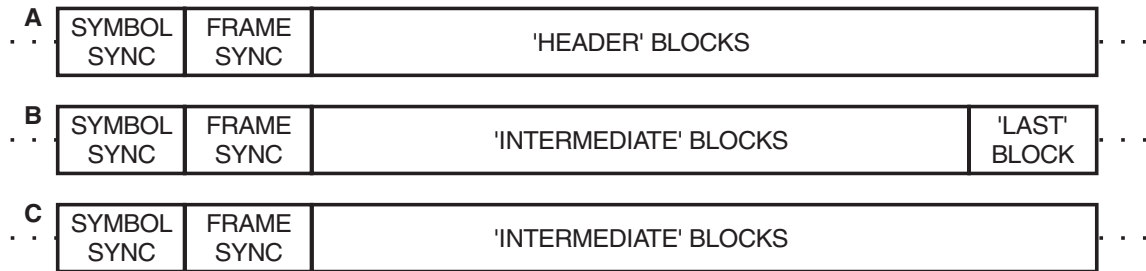 A
SYMBOL
SYNC
FRAME
SYNC
'HEADER' BLOCKS
B
SYMBOL
SYNC
FRAME
SYNC
'INTERMEDIATE' BLOCKS
'LAST'
BLOCK
C
SYMBOL
SYNC
FRAME
SYNC
'INTERMEDIATE' BLOCKS